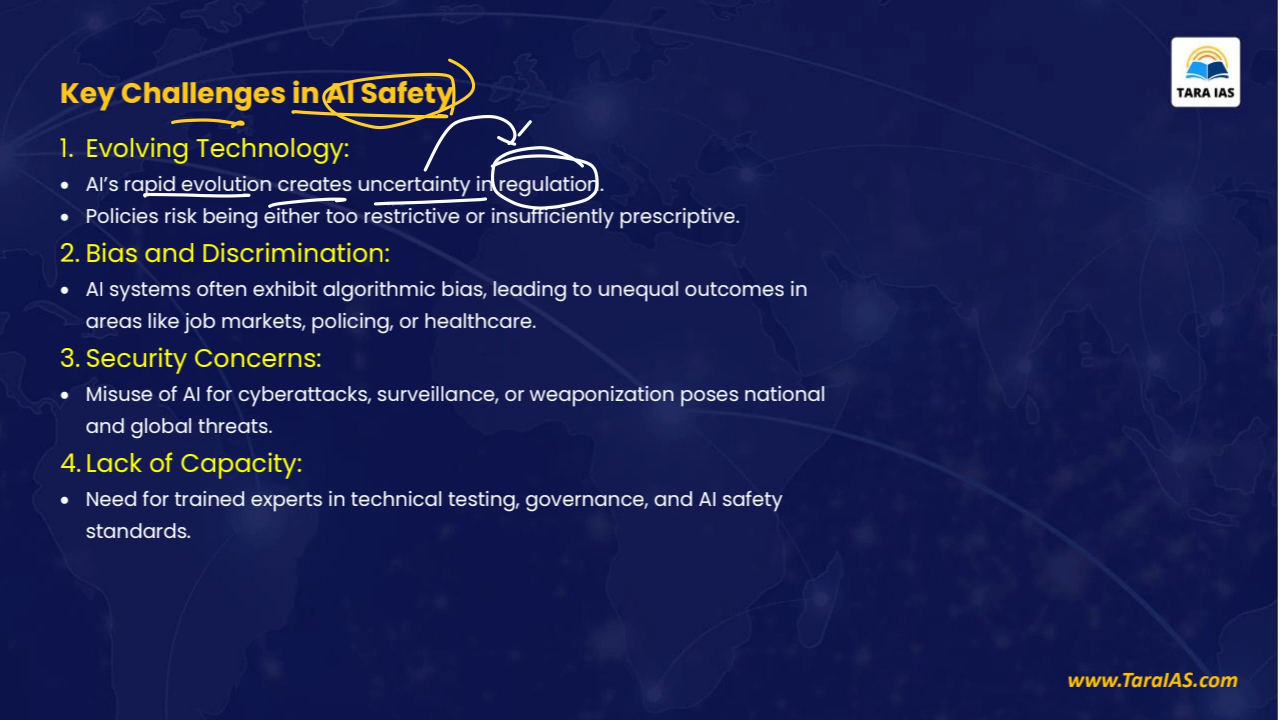 TARA IAS
Key Challenges in AI Safety
1. Evolving Technology:
• AI's rapid evolution creates uncertainty in regulation.
• Policies risk being either too restrictive or insufficiently prescriptive.
2. Bias and Discrimination:
• AI systems often exhibit algorithmic bias, leading to unequal outcomes in
areas like job markets, policing, or healthcare.
3. Security Concerns:
• Misuse of AI for cyberattacks, surveillance, or weaponization poses national
and global threats.
4. Lack of Capacity:
• Need for trained experts in technical testing, governance, and AI safety
standards.
www.TaraIAS.com